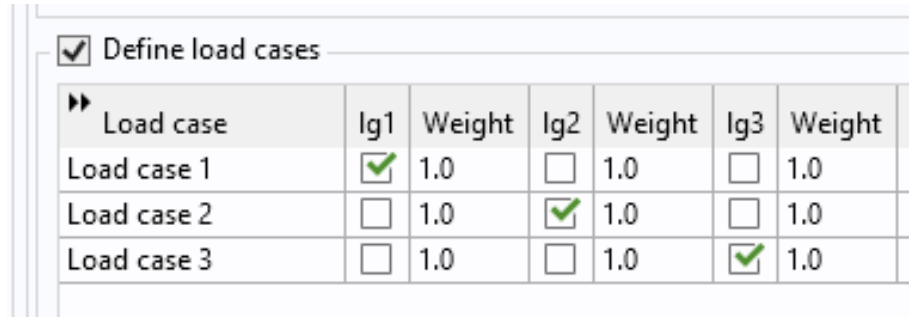 Define load cases
Load case lg1 Weight lg2 Weight lg3 Weight
Load case 1 1.0 1.0 1.0
Load case 2 1.0 1.0 1.0
Load case 3 1.0 1.0 1.0